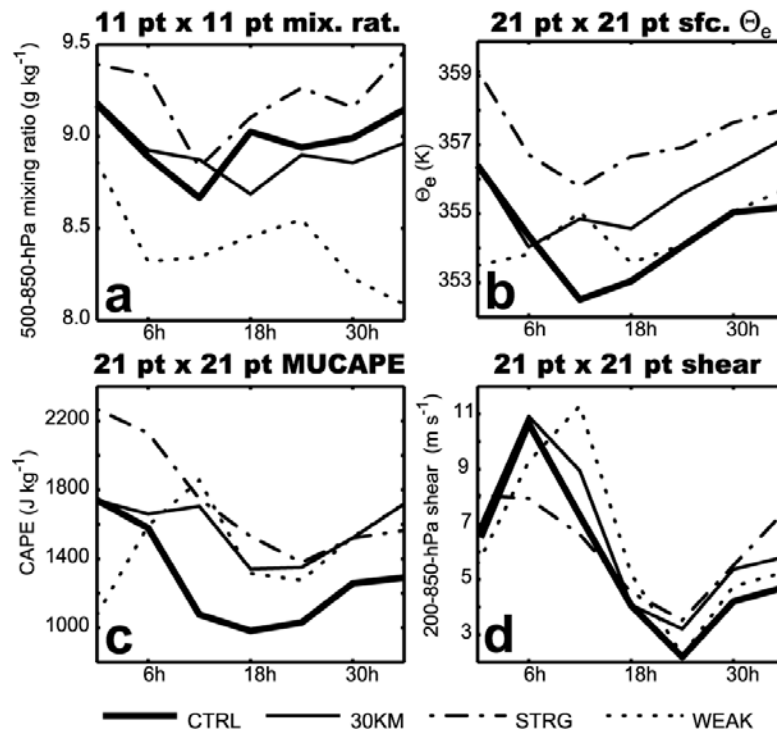 11 pt x 11 pt mix. rat.
21 pt x 21 pt sfc. Θe
500-850-hPa mixing ratio (g kg-1)
9.5
9.0
8.5
8.0
a
6h 18h 30h
Θe (K)
359
357
355
353
b
6h 18h 30h
21 pt x 21 pt MUCAPE
21 pt x 21 pt shear
CAPE (J kg-1)
2200
1800
1400
1000
c
6h 18h 30h
200-850-hPa shear (m s-1)
11
9
7
5
3
d
6h 18h 30h
CTRL 30KM STRG WEAK